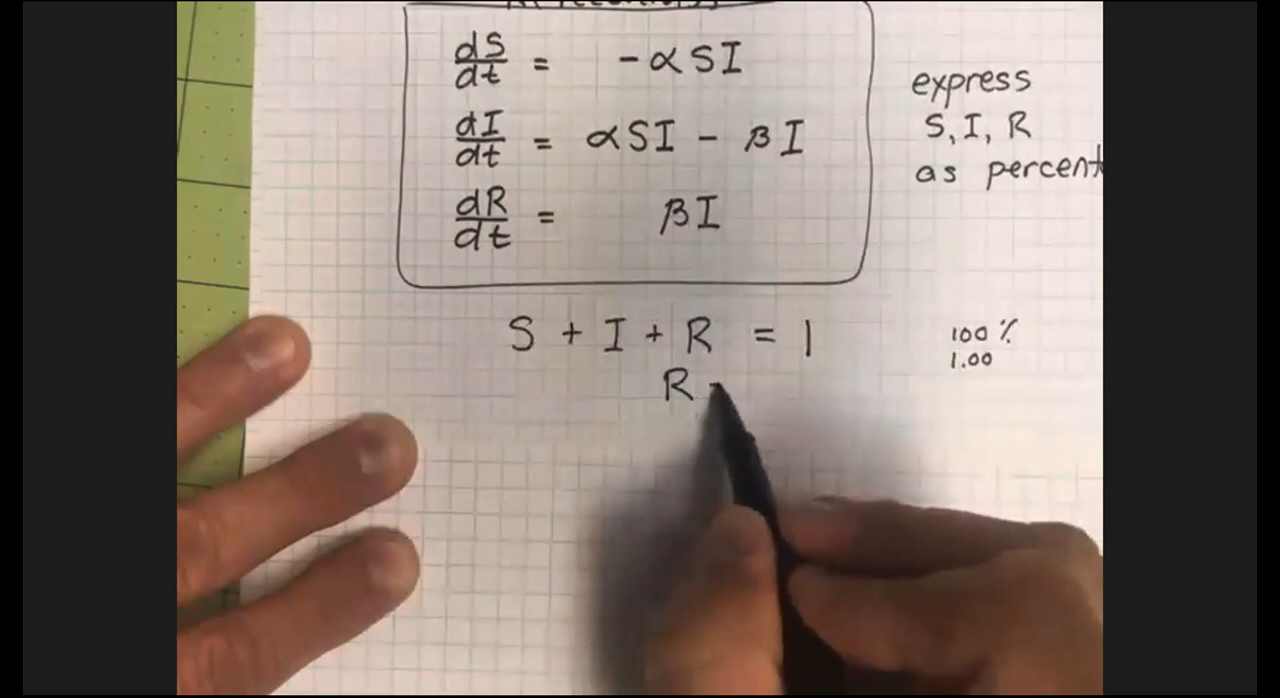 dS/dt = -αSI
dI/dt = αSI - βI
dR/dt = βI
express
S, I, R
as percent
S + I + R = 1
100%
1.00
R -